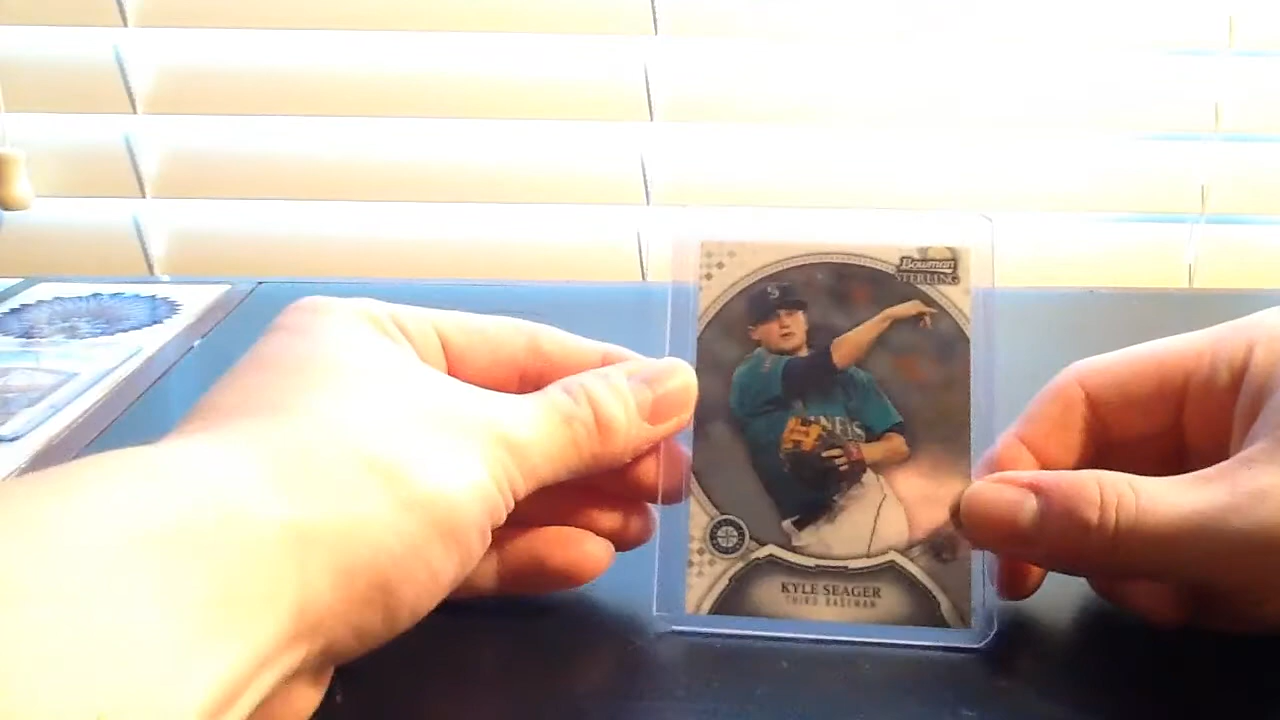 Bowman
STERLING
S
KYLE SEAGER
THIRD BASEMAN